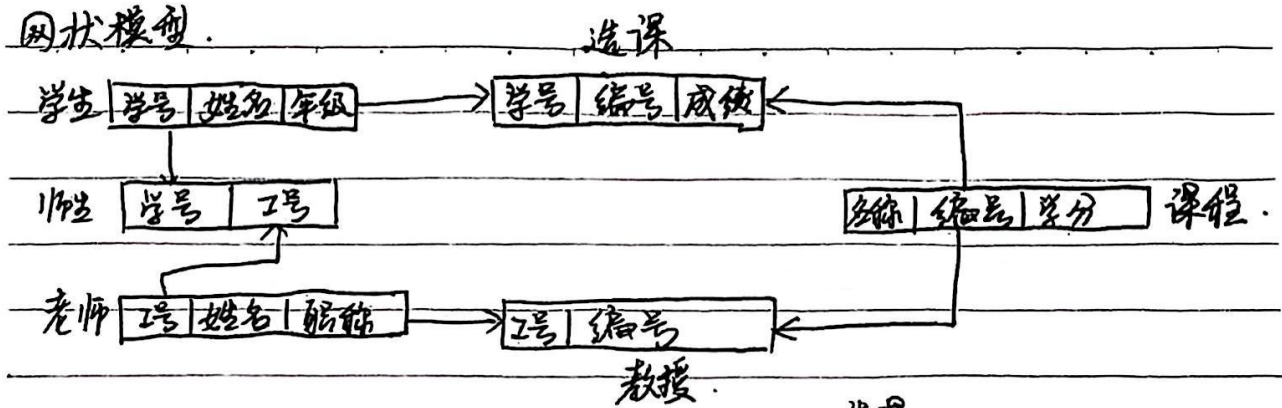 网状模型.
选课
学生 学号 姓名 年级 学号 编号 成绩
师生 学号 工号 名称 编号 学分 课程.
老师 工号 姓名 职称 工号 编号
教授.